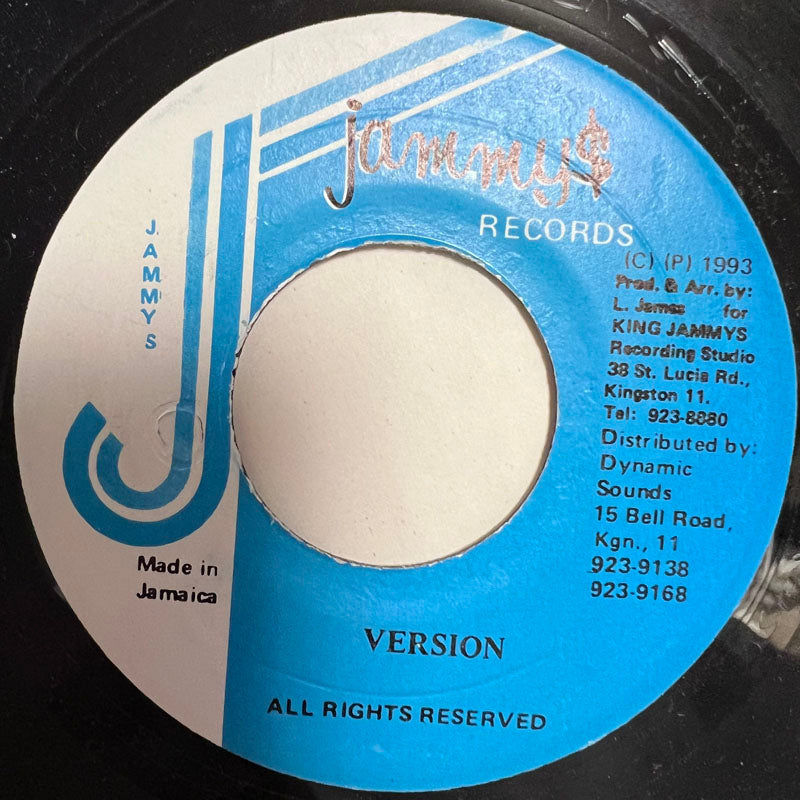 jammy$
RECORDS
JAMMYS
(C) (P) 1993
Prod. & Arr. by:
L. James for
KING JAMMYS
Recording Studio
38 St. Lucia Rd.,
Kingston 11.
Tel: 923-8880
Distributed by:
Dynamic
Sounds
15 Bell Road,
Kgn., 11
923-9138
923-9168
Made in
Jamaica
VERSION
ALL RIGHTS RESERVED